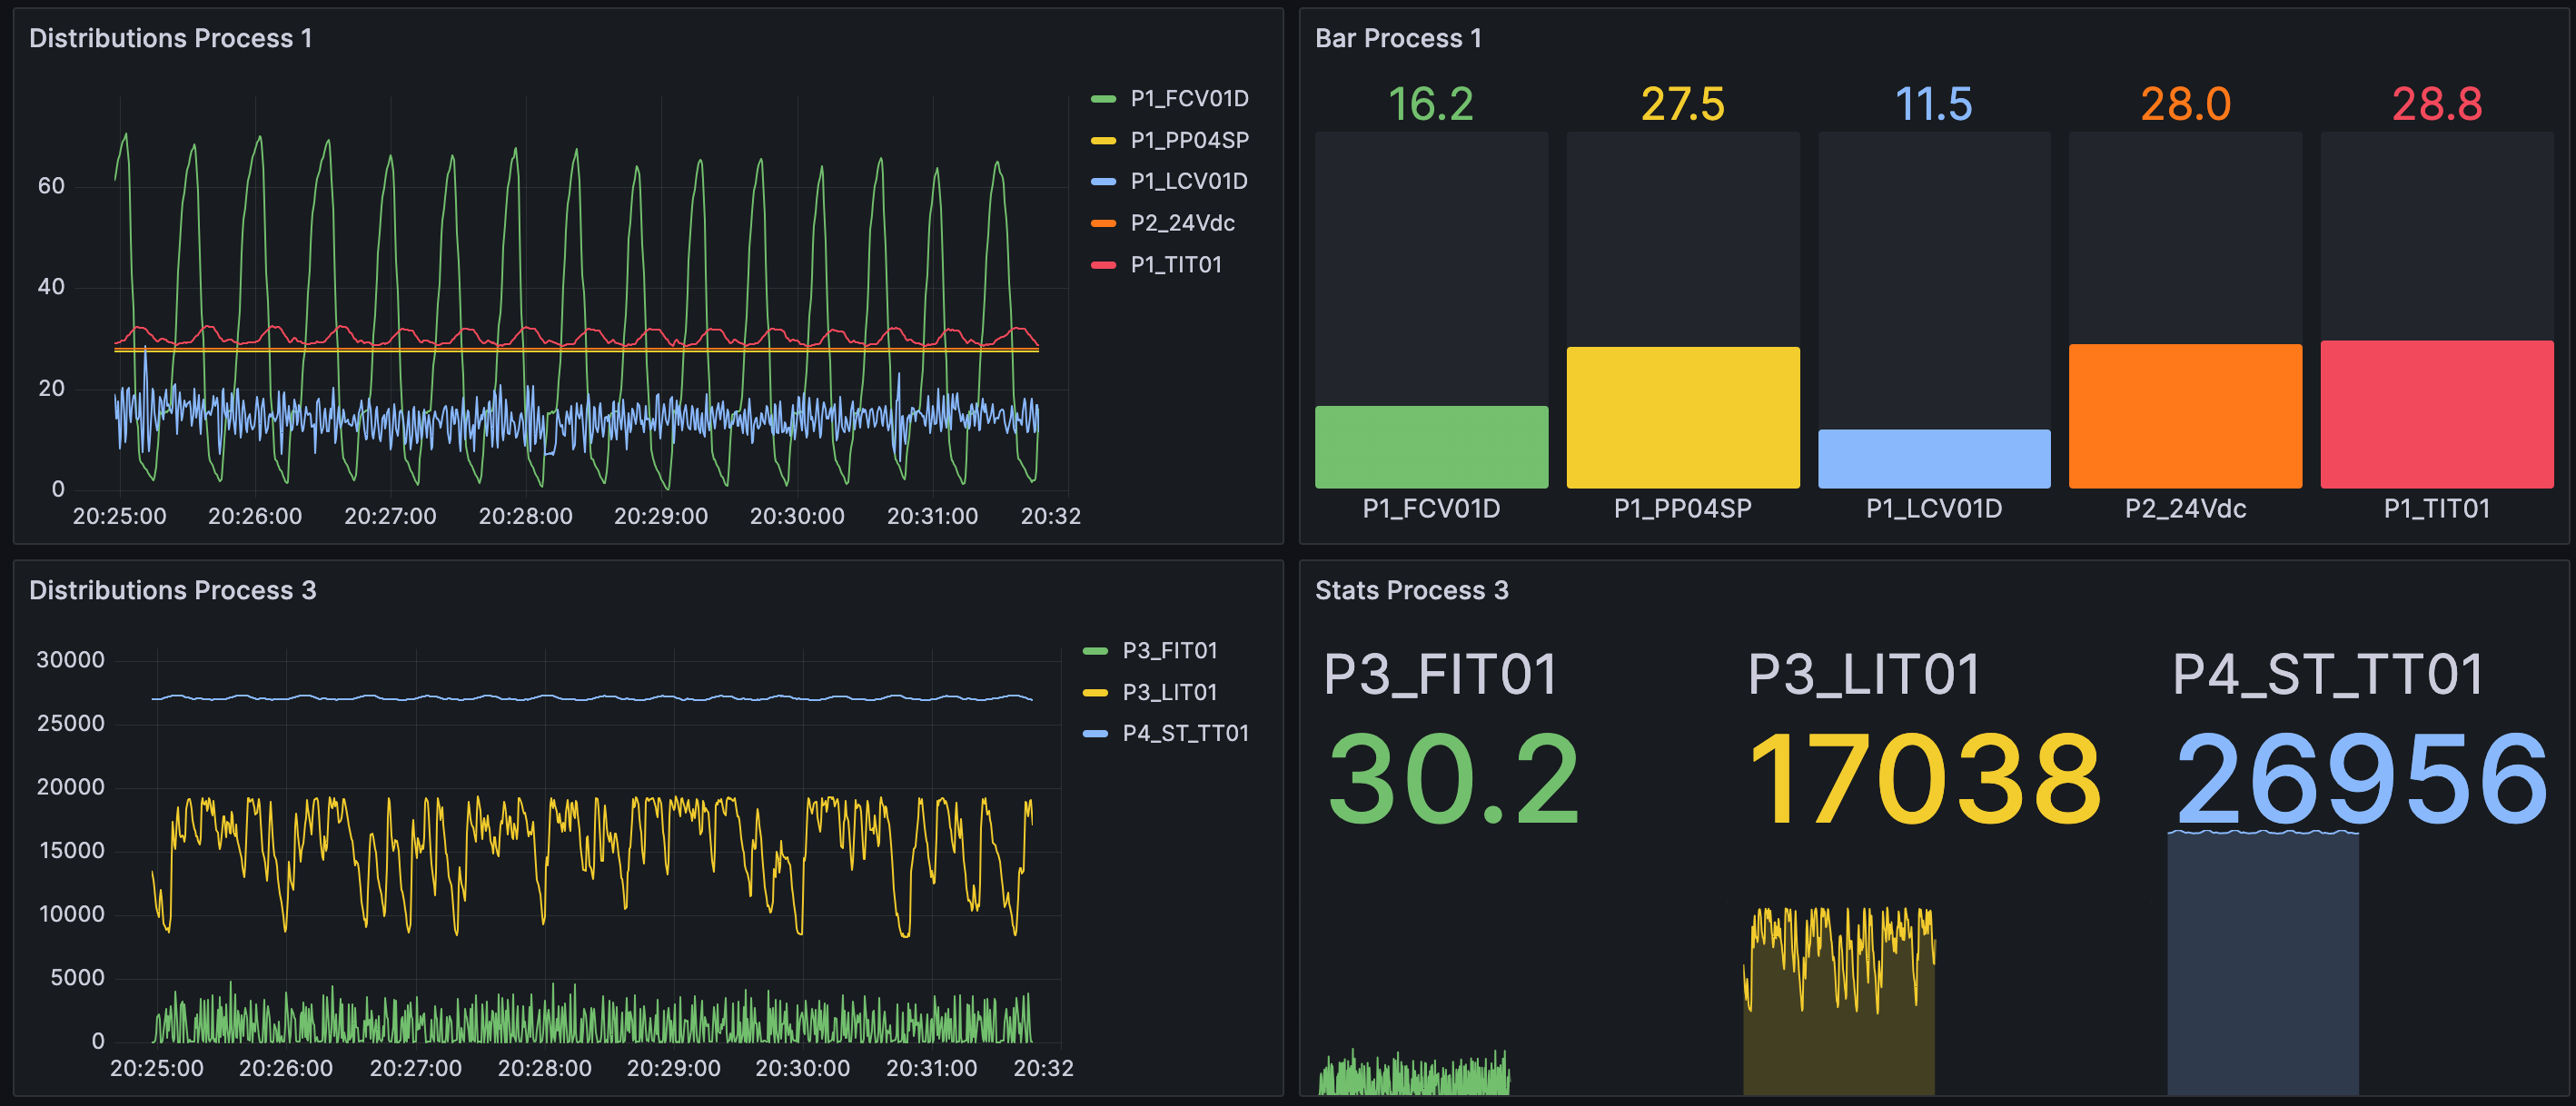 Distributions Process 1
60
40
20
0
20:25:00 20:26:00 20:27:00 20:28:00 20:29:00 20:30:00 20:31:00 20:32
P1_FCV01D
P1_PP04SP
P1_LCV01D
P2_24Vdc
P1_TIT01
Bar Process 1
16.2 27.5 11.5 28.0 28.8
P1_FCV01D P1_PP04SP P1_LCV01D P2_24Vdc P1_TIT01
Distributions Process 3
30000
25000
20000
15000
10000
5000
0
20:25:00 20:26:00 20:27:00 20:28:00 20:29:00 20:30:00 20:31:00 20:32
P3_FIT01
P3_LIT01
P4_ST_TT01
Stats Process 3
P3_FIT01 P3_LIT01 P4_ST_TT01
30.2 17038 26956